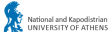 National and Kapodistrian
UNIVERSITY OF ATHENS